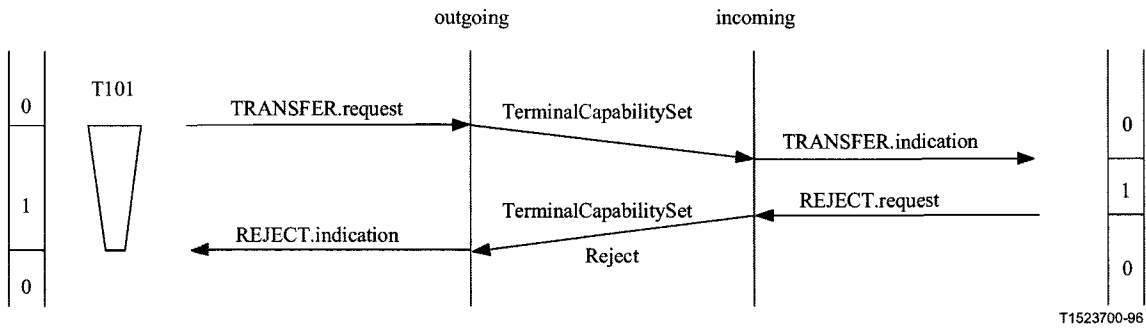 outgoing
incoming
T101
0
TRANSFER.request
TerminalCapabilitySet
0
TRANSFER.indication
1
TerminalCapabilitySet
REJECT.request
1
REJECT.indication
Reject
0
0
T1523700-96